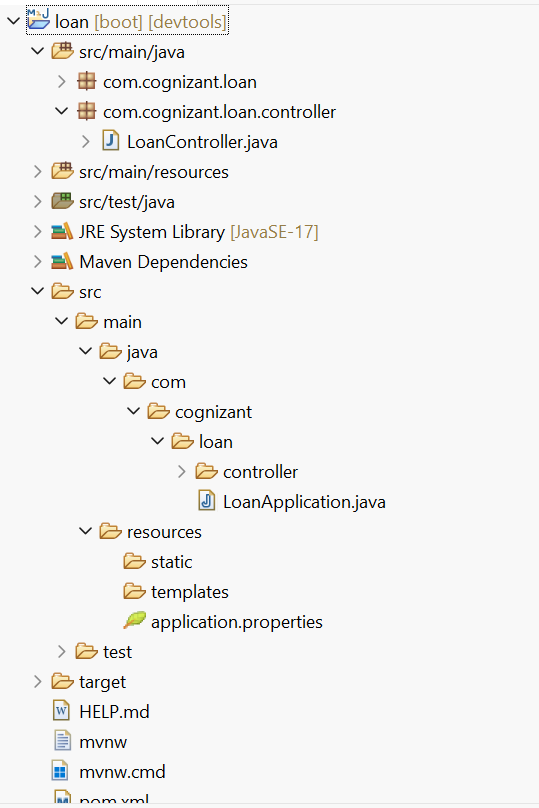 loan [boot] [devtools]
src/main/java
com.cognizant.loan
com.cognizant.loan.controller
LoanController.java
src/main/resources
src/test/java
JRE System Library [JavaSE-17]
Maven Dependencies
src
main
java
com
cognizant
loan
controller
LoanApplication.java
resources
static
templates
application.properties
test
target
HELP.md
mvnw
mvnw.cmd
pom.xml